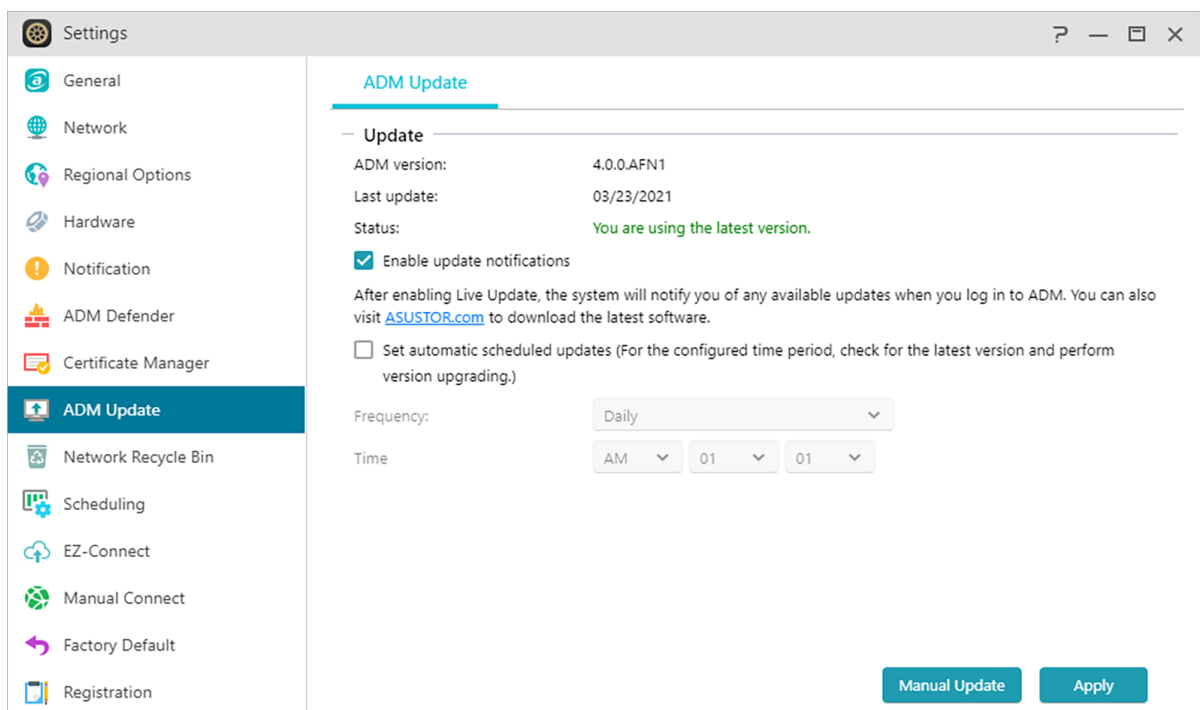 Settings
General
Network
Regional Options
Hardware
Notification
ADM Defender
Certificate Manager
ADM Update
Network Recycle Bin
Scheduling
EZ-Connect
Manual Connect
Factory Default
Registration
ADM Update
Update
ADM version: 4.0.0.AFN1
Last update: 03/23/2021
Status: You are using the latest version.
Enable update notifications
After enabling Live Update, the system will notify you of any available updates when you log in to ADM. You can also
visit ASUSTOR.com to download the latest software.
Set automatic scheduled updates (For the configured time period, check for the latest version and perform
version upgrading.)
Frequency: Daily
Time AM 01 01
Manual Update Apply